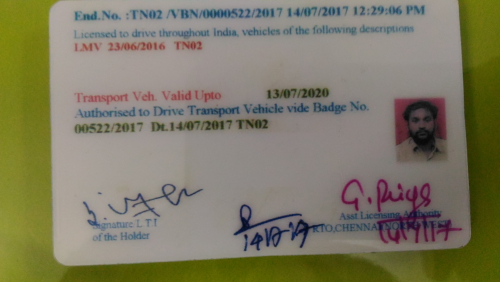 End.No. :TN02 /VBN/0000522/2017 14/07/2017 12:29:06 PM
Licensed to drive throughout India, vehicles of the following descriptions
LMV 23/06/2016 TN02
Transport Veh. Valid Upto 13/07/2020
Authorised to Drive Transport Vehicle vide Badge No.
00522/2017 Dt.14/07/2017 TN02
Signature/L.T.I
of the Holder
Asst.Licensing Authority
RTO,CHENNAI